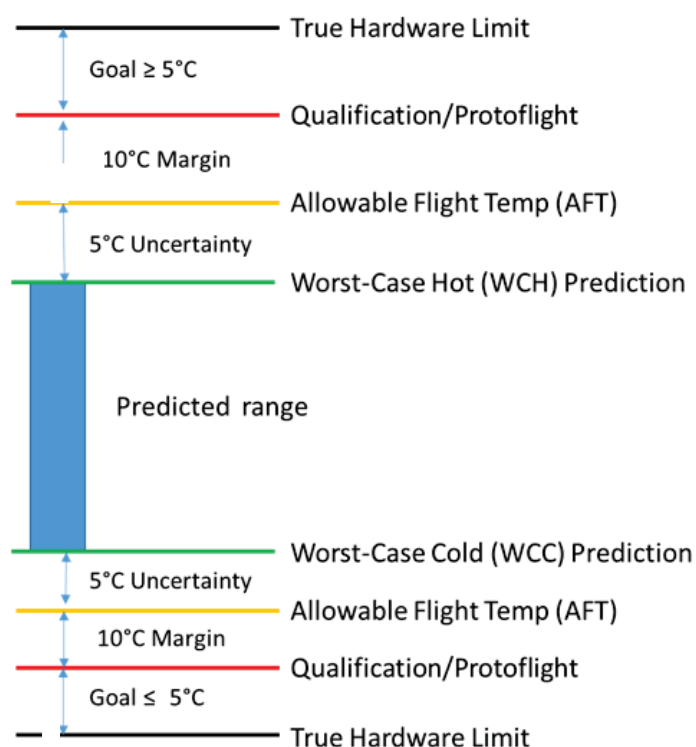 True Hardware Limit
Goal ≥ 5°C
Qualification/Protoflight
10°C Margin
Allowable Flight Temp (AFT)
5°C Uncertainty
Worst-Case Hot (WCH) Prediction
Predicted range
Worst-Case Cold (WCC) Prediction
5°C Uncertainty
Allowable Flight Temp (AFT)
10°C Margin
Qualification/Protoflight
Goal ≤ 5°C
True Hardware Limit